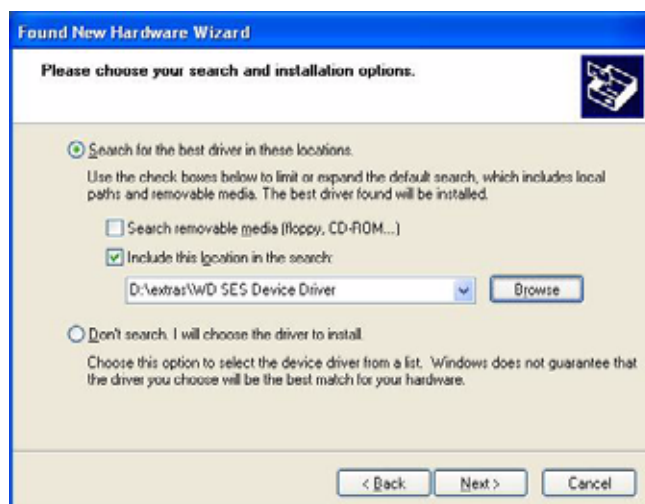 Found New Hardware Wizard
Please choose your search and installation options.
Search for the best driver in these locations.
Use the check boxes below to limit or expand the default search, which includes local
paths and removable media. The best driver found will be installed.
Search removable media (floppy, CD-ROM...)
Include this location in the search:
D:\extras\WD SES Device Driver
Browse
Don't search. I will choose the driver to install.
Choose this option to select the device driver from a list. Windows does not guarantee that
the driver you choose will be the best match for your hardware.
< Back Next > Cancel